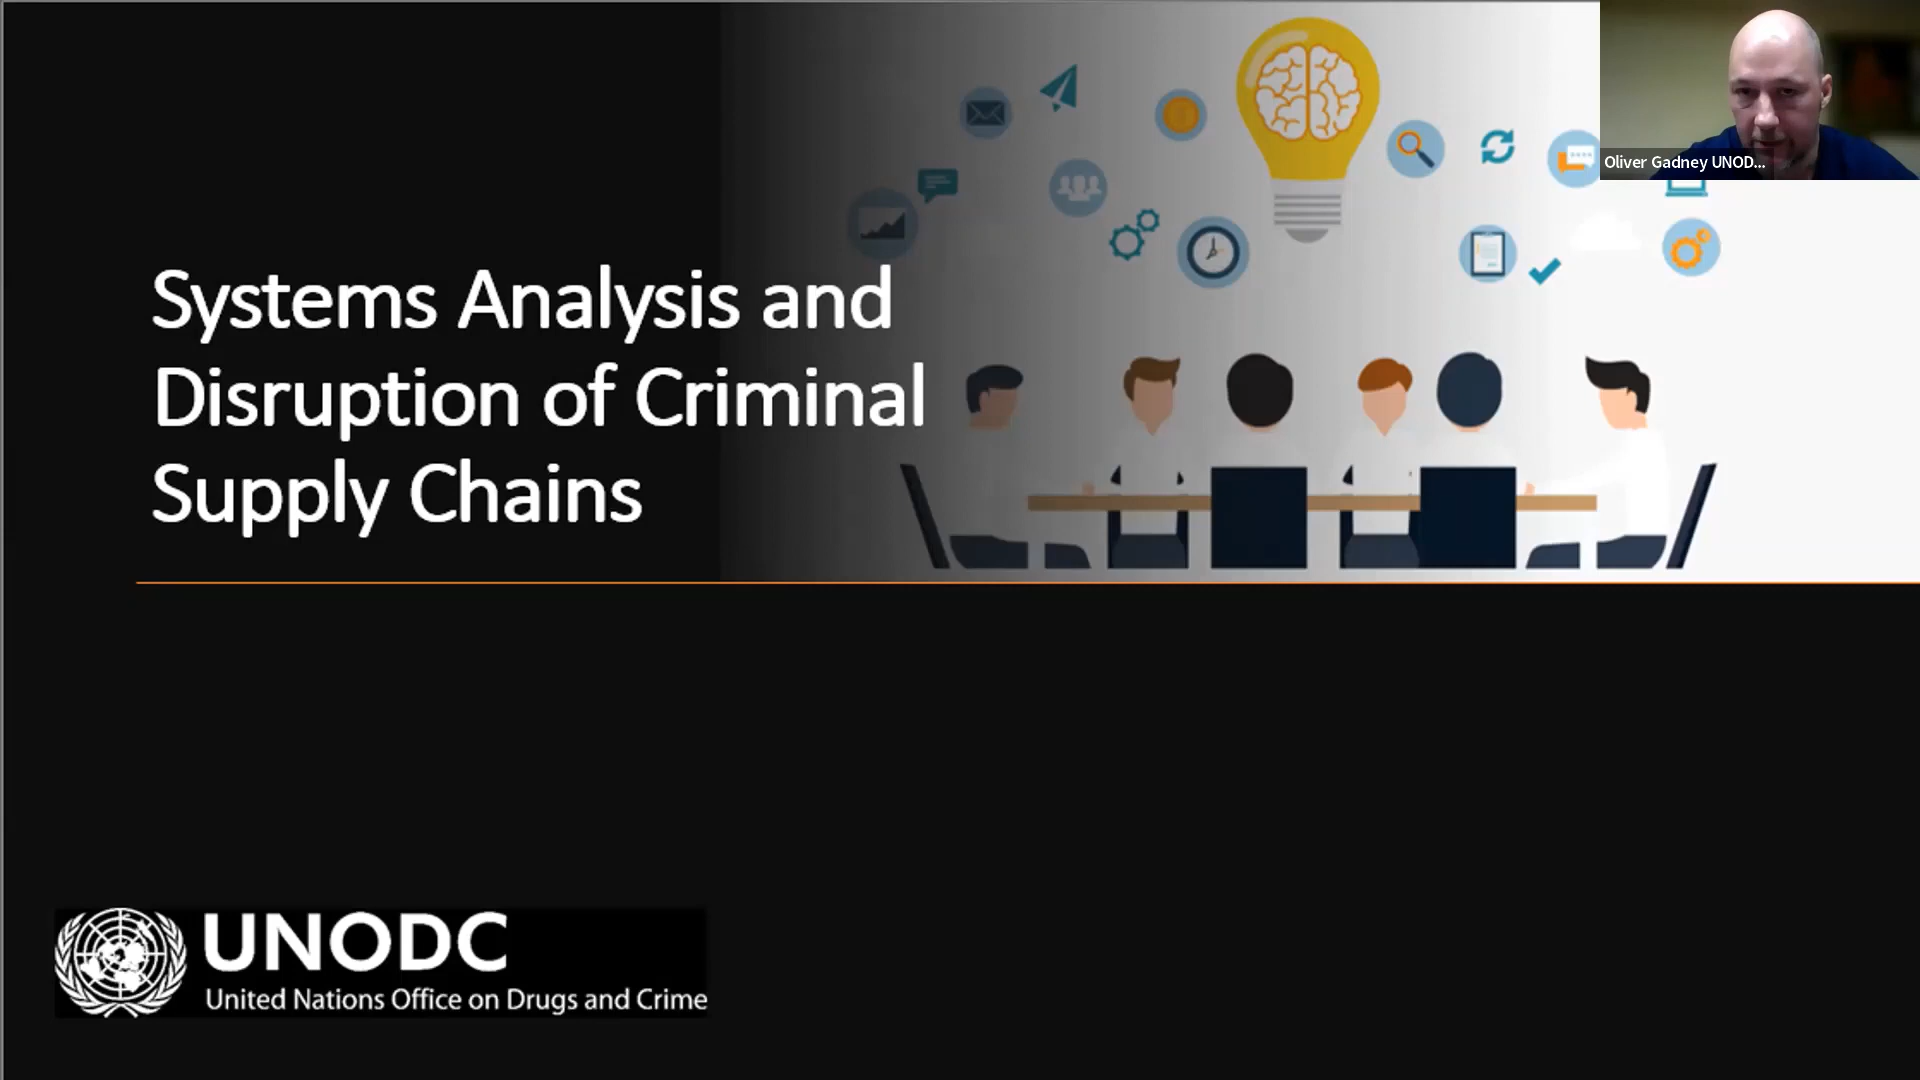 Oliver Gadney UNOD...
Systems Analysis and
Disruption of Criminal
Supply Chains
UNODC
United Nations Office on Drugs and Crime